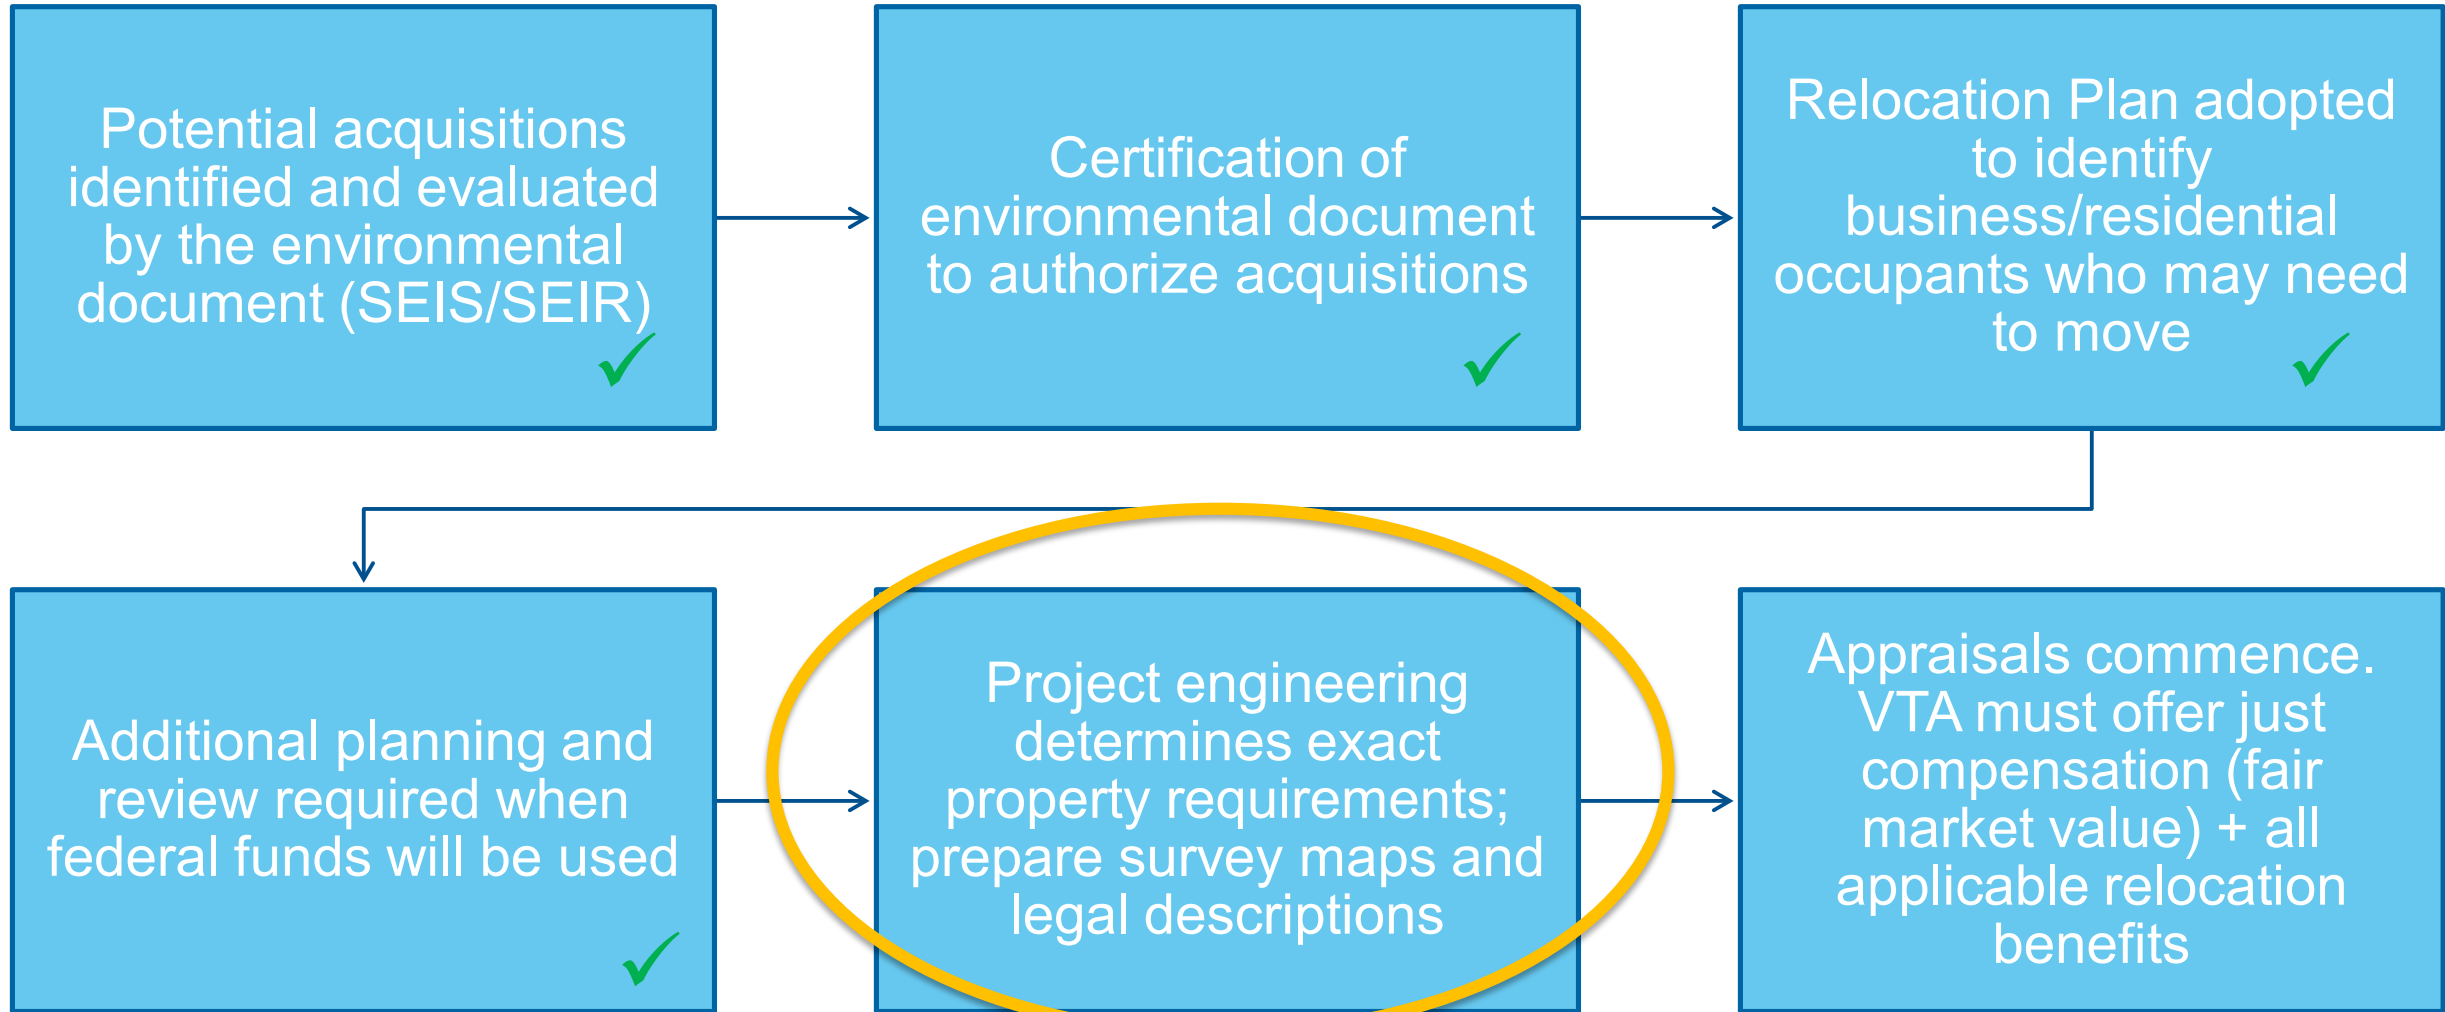 Potential acquisitions
identified and evaluated
by the environmental
document (SEIS/SEIR)
Certification of
environmental document
to authorize acquisitions
Relocation Plan adopted
to identify
business/residential
occupants who may need
to move
Additional planning and
review required when
federal funds will be used
Project engineering
determines exact
property requirements;
prepare survey maps and
legal descriptions
Appraisals commence.
VTA must offer just
compensation (fair
market value) + all
applicable relocation
benefits